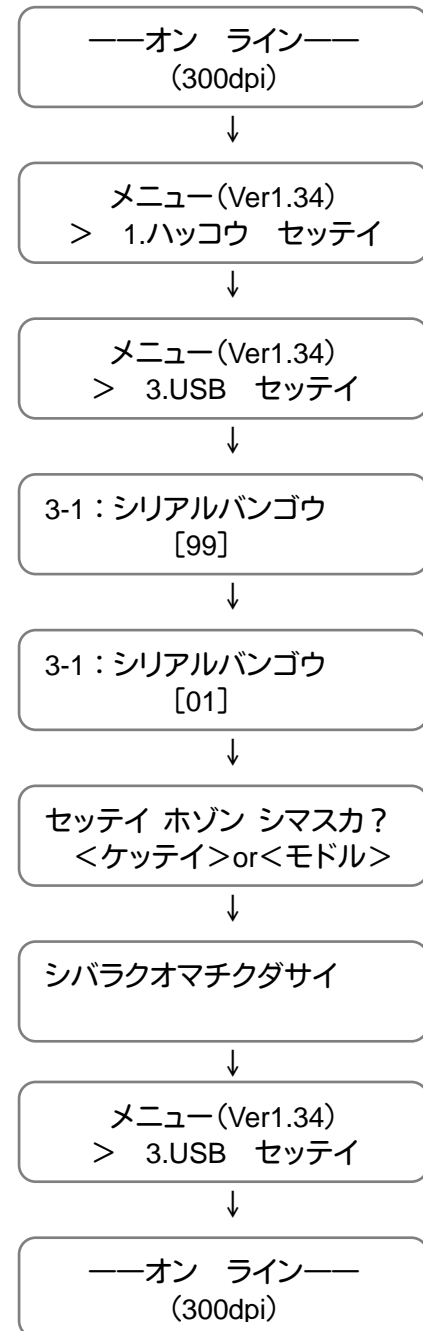 ――オン　ライン――
(300dpi)
↓
メニュー(Ver1.34)
＞　1.ハッコウ　セッテイ
↓
メニュー(Ver1.34)
＞　3.USB　セッテイ
↓
3-1：シリアルバンゴウ
［99］
↓
3-1：シリアルバンゴウ
［01］
↓
セッテイ ホゾン シマスカ？
＜ケッテイ＞or＜モドル＞
↓
シバラクオマチクダサイ
↓
メニュー(Ver1.34)
＞　3.USB　セッテイ
↓
――オン　ライン――
(300dpi)